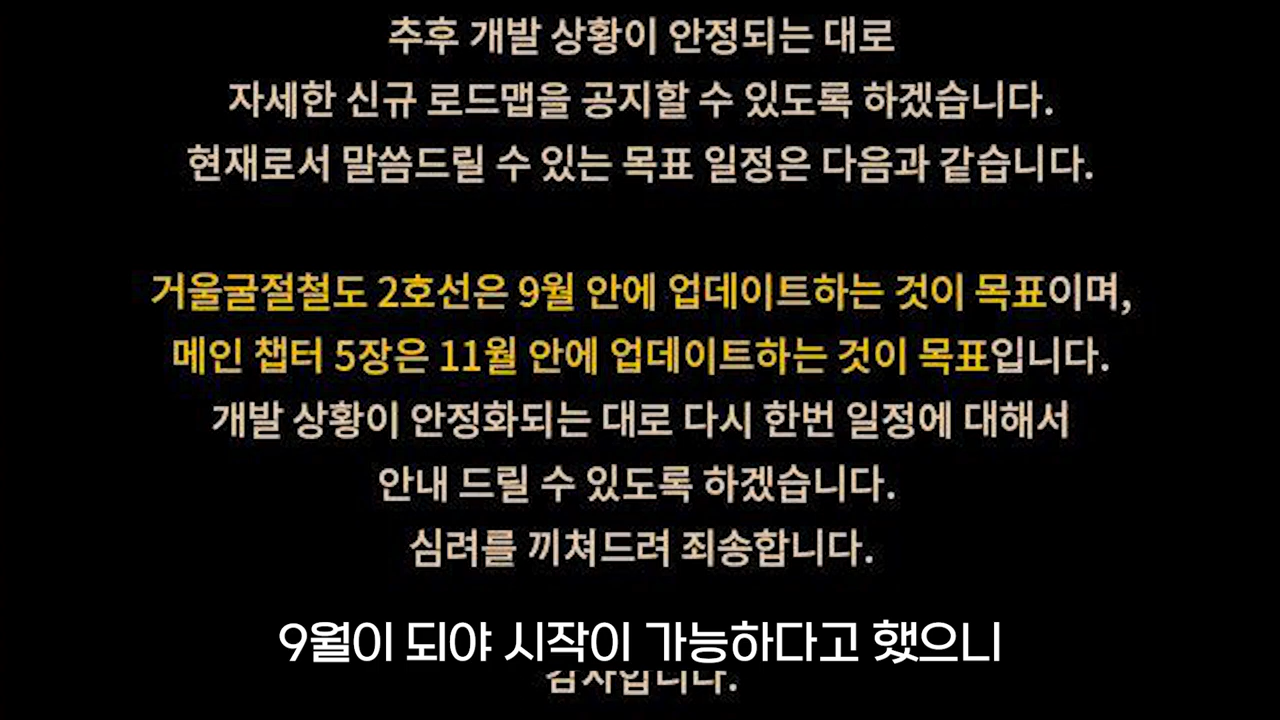 추후 개발 상황이 안정되는 대로
자세한 신규 로드맵을 공지할 수 있도록 하겠습니다.
현재로서 말씀드릴 수 있는 목표 일정은 다음과 같습니다.
거울굴절철도 2호선은 9월 안에 업데이트하는 것이 목표이며,
메인 챕터 5장은 11월 안에 업데이트하는 것이 목표입니다.
개발 상황이 안정화되는 대로 다시 한번 일정에 대해서
안내 드릴 수 있도록 하겠습니다.
심려를 끼쳐드려 죄송합니다.
9월이 되야 시작이 가능하다고 했으니